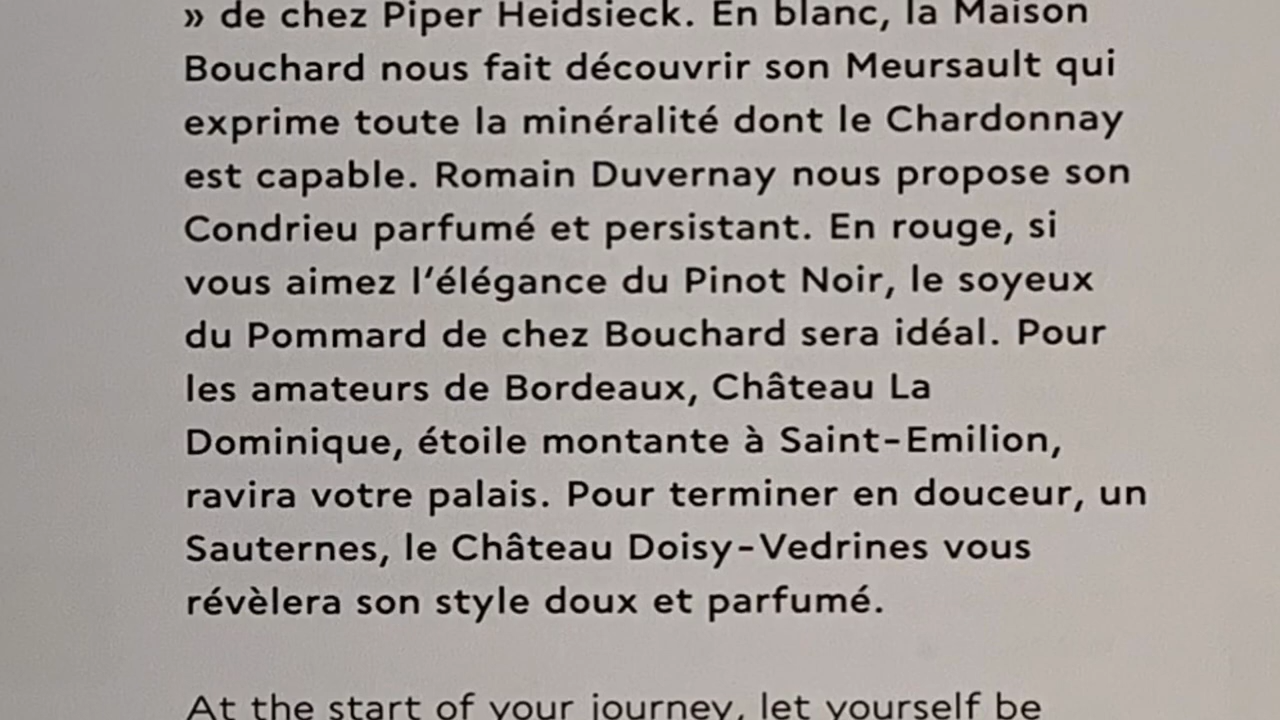 » de chez Piper Heidsieck. En blanc, la Maison
Bouchard nous fait découvrir son Meursault qui
exprime toute la minéralité dont le Chardonnay
est capable. Romain Duvernay nous propose son
Condrieu parfumé et persistant. En rouge, si
vous aimez l’élégance du Pinot Noir, le soyeux
du Pommard de chez Bouchard sera idéal. Pour
les amateurs de Bordeaux, Château La
Dominique, étoile montante à Saint-Emilion,
ravira votre palais. Pour terminer en douceur, un
Sauternes, le Château Doisy-Vedrines vous
révèlera son style doux et parfumé.
At the start of your journey, let yourself be